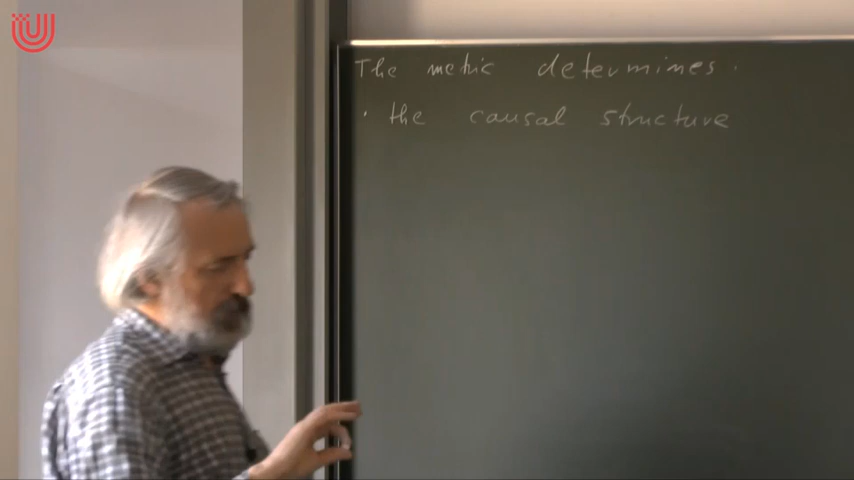 The metric determines.
· the causal structure